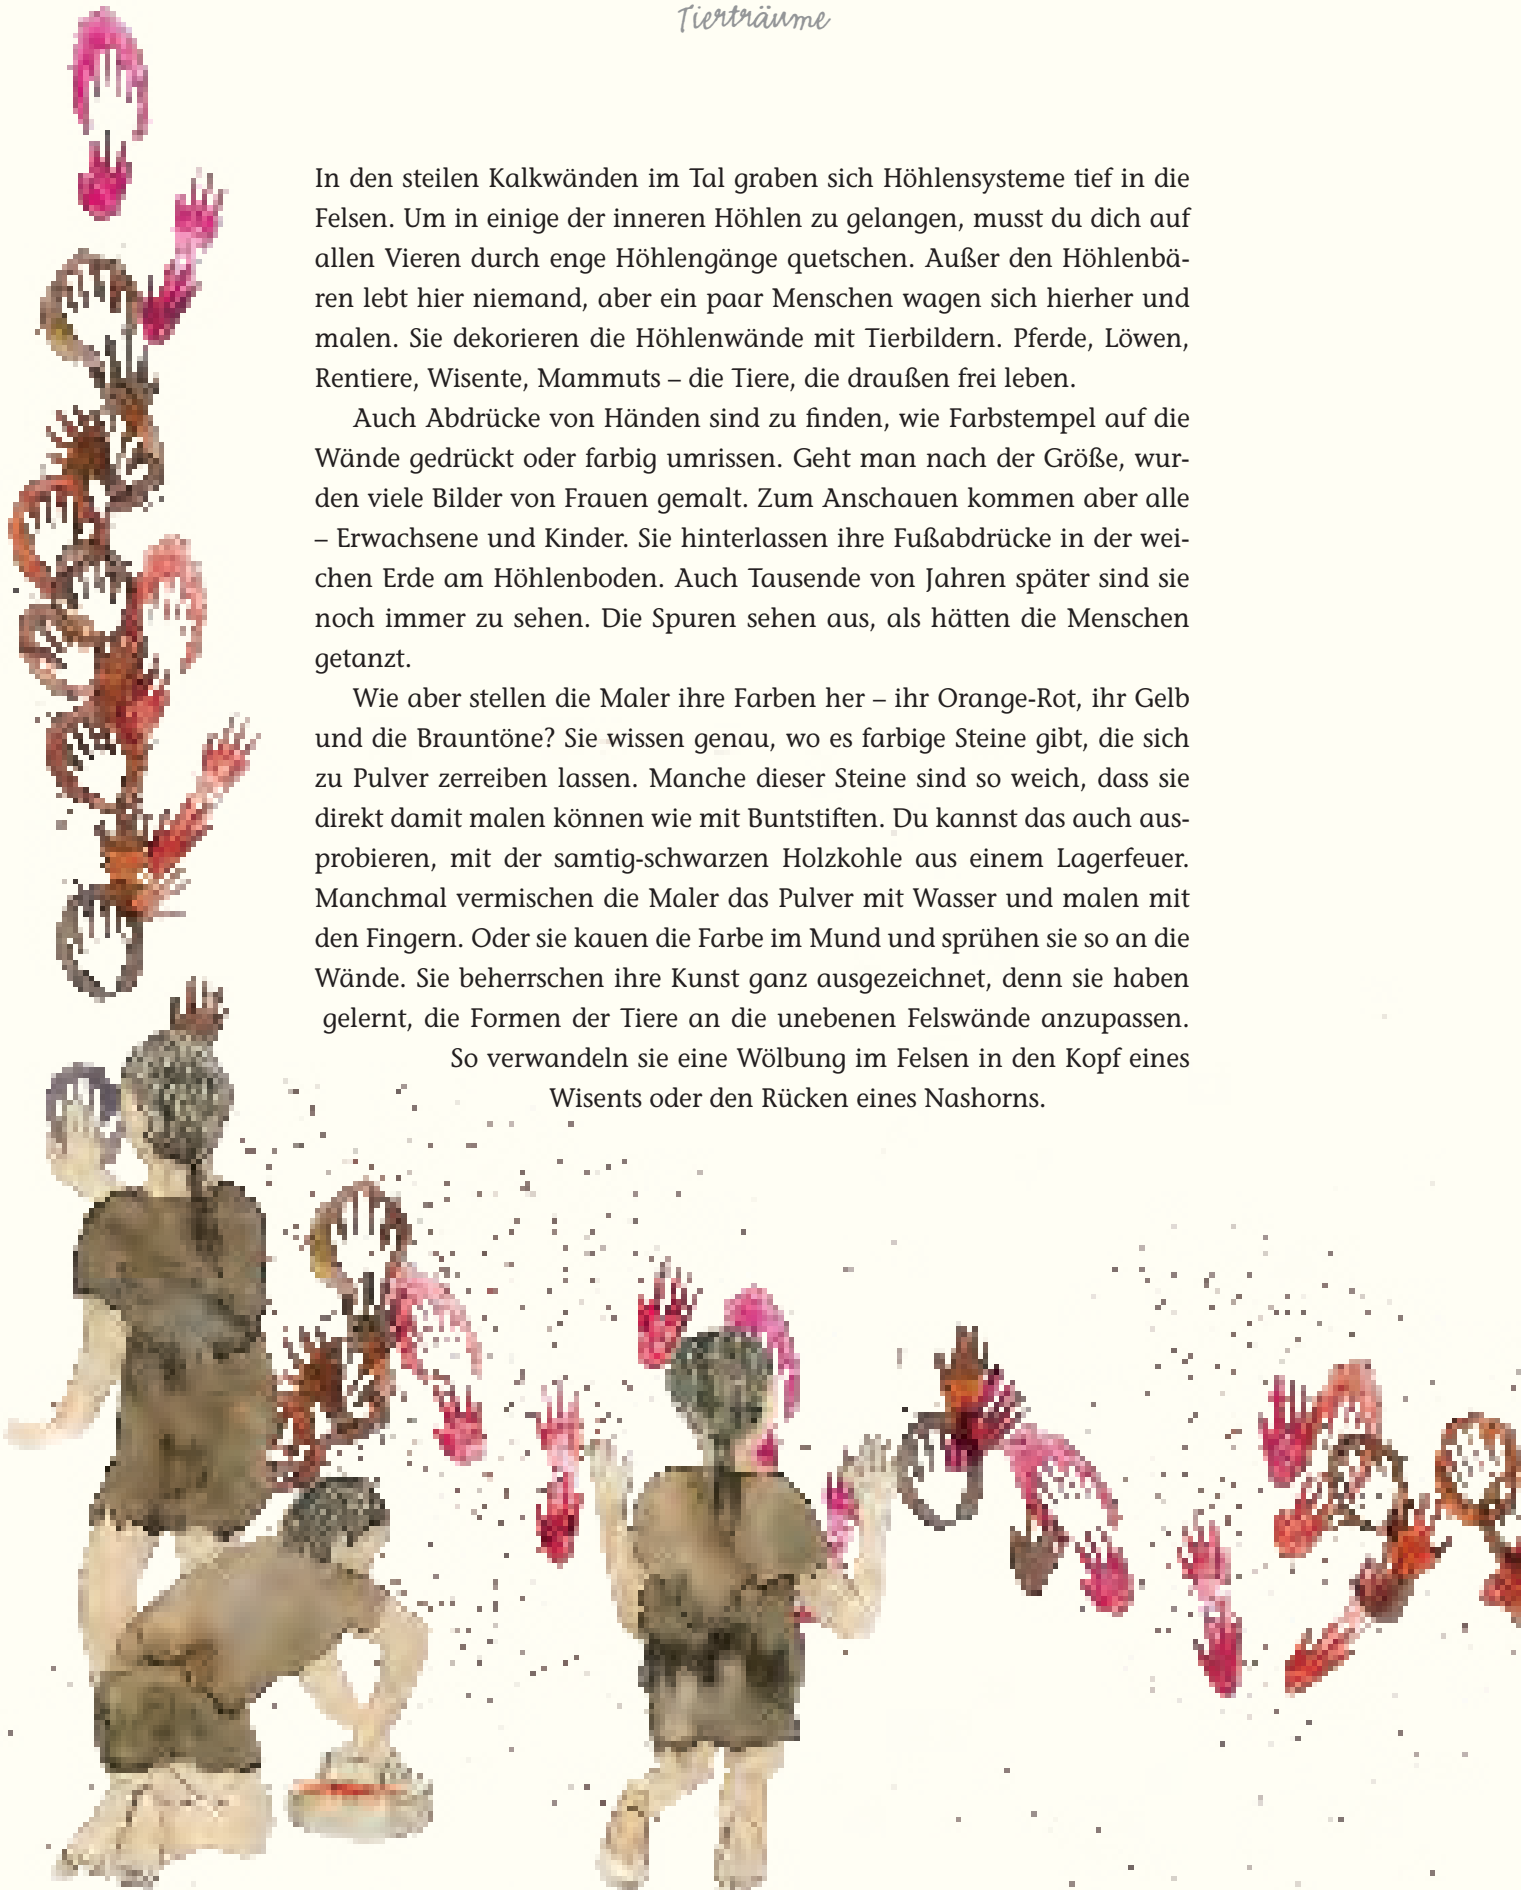 Tierträume
In den steilen Kalkwänden im Tal graben sich Höhlensysteme tief in die
Felsen. Um in einige der inneren Höhlen zu gelangen, musst du dich auf
allen Vieren durch enge Höhlengänge quetschen. Außer den Höhlenbä-
ren lebt hier niemand, aber ein paar Menschen wagen sich hierher und
malen. Sie dekorieren die Höhlenwände mit Tierbildern. Pferde, Löwen,
Rentiere, Wisente, Mammuts – die Tiere, die draußen frei leben.
Auch Abdrücke von Händen sind zu finden, wie Farbstempel auf die
Wände gedrückt oder farbig umrissen. Geht man nach der Größe, wur-
den viele Bilder von Frauen gemalt. Zum Anschauen kommen aber alle
– Erwachsene und Kinder. Sie hinterlassen ihre Fußabdrücke in der wei-
chen Erde am Höhlenboden. Auch Tausende von Jahren später sind sie
noch immer zu sehen. Die Spuren sehen aus, als hätten die Menschen
getanzt.
Wie aber stellen die Maler ihre Farben her – ihr Orange-Rot, ihr Gelb
und die Brauntöne? Sie wissen genau, wo es farbige Steine gibt, die sich
zu Pulver zerreiben lassen. Manche dieser Steine sind so weich, dass sie
direkt damit malen können wie mit Buntstiften. Du kannst das auch aus-
probieren, mit der samtig-schwarzen Holzkohle aus einem Lagerfeuer.
Manchmal vermischen die Maler das Pulver mit Wasser und malen mit
den Fingern. Oder sie kauen die Farbe im Mund und sprühen sie so an die
Wände. Sie beherrschen ihre Kunst ganz ausgezeichnet, denn sie haben
gelernt, die Formen der Tiere an die unebenen Felswände anzupassen.
So verwandeln sie eine Wölbung im Felsen in den Kopf eines
Wisents oder den Rücken eines Nashorns.